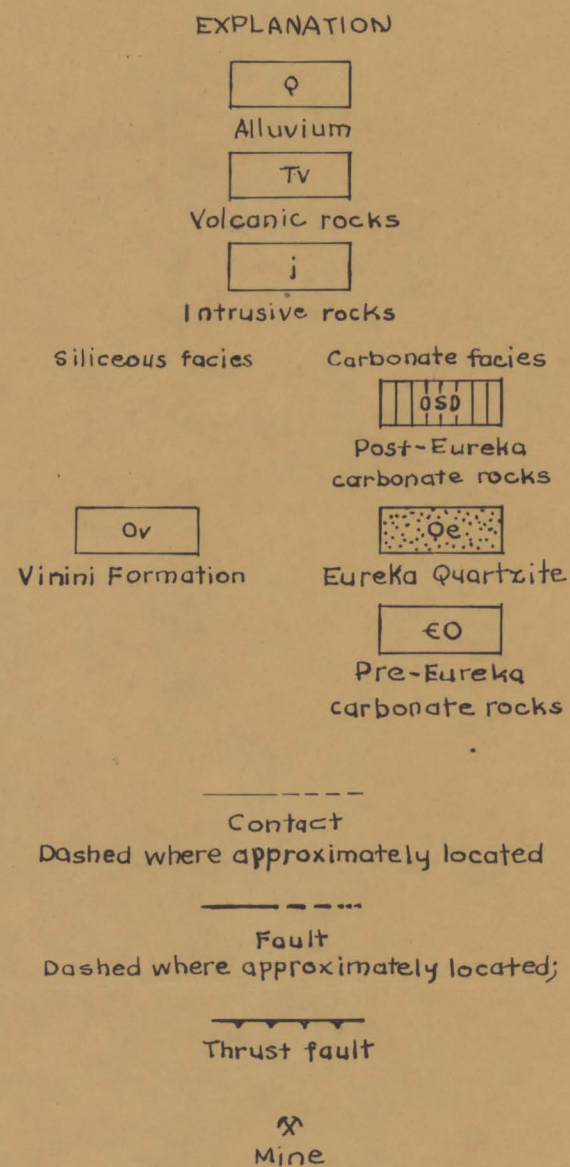 EXPLANATION
Q
Alluvium
Tv
Volcanic rocks
i
Intrusive rocks
Siliceous facies
Carbonate facies
OSD
Post-Eureka
carbonate rocks
Ov
Vinini Formation
Oe
Eureka Quartzite
ЄO
Pre-Eureka
carbonate rocks
Contact
Dashed where approximately located
Fault
Dashed where approximately located;
Thrust fault
Mine